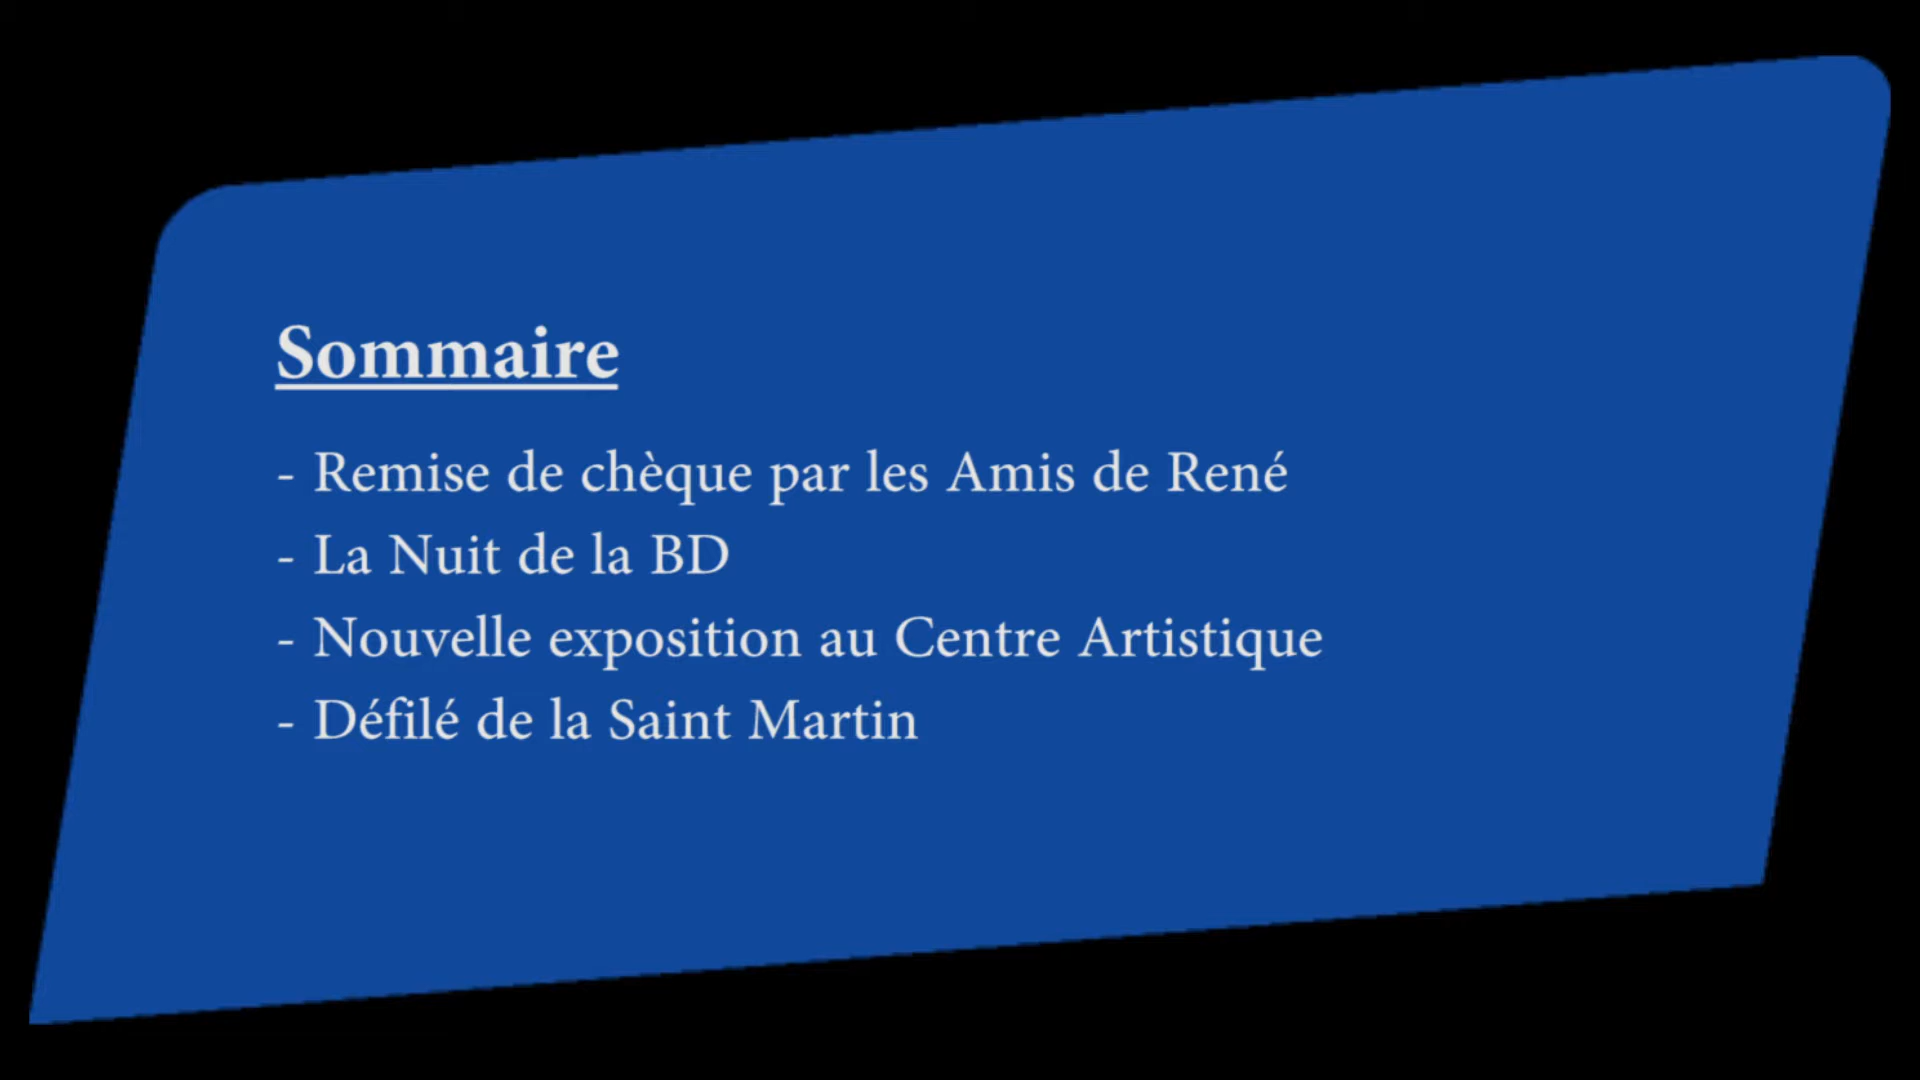 Sommaire
- Remise de chèque par les Amis de René
- La Nuit de la BD
- Nouvelle exposition au Centre Artistique
- Défilé de la Saint Martin